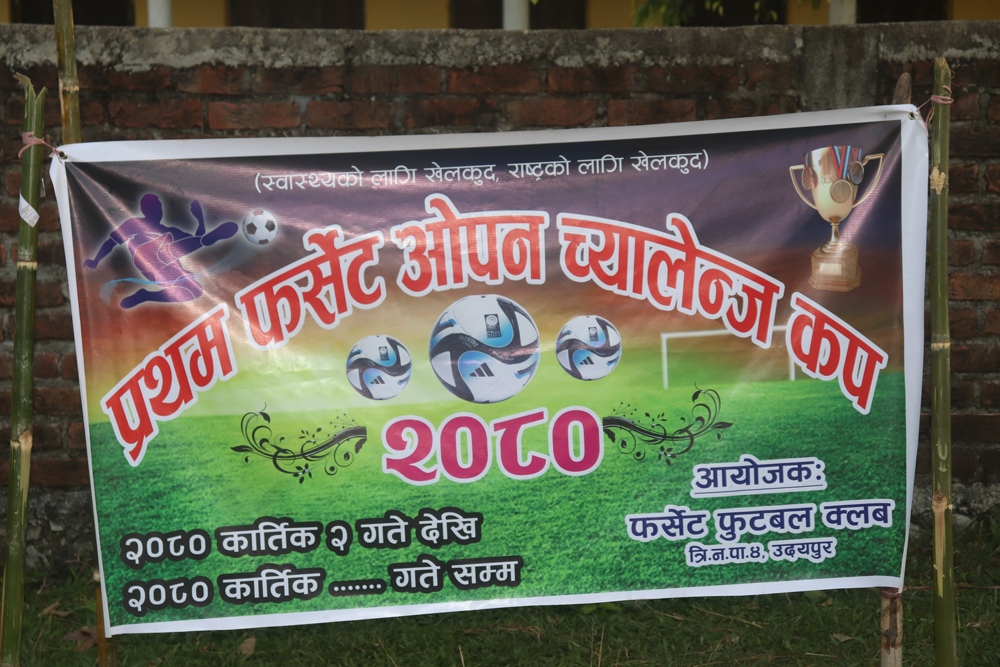 (स्वास्थ्यको लागि खेलकुद, राष्ट्रको लागि खेलकुद)
प्रथम फर्सेट ओपन च्यालेन्ज कप
२०८०
२०८० कार्तिक २ गते देखि
२०८० कार्तिक ....... गते सम्म
आयोजक:
फर्सेट फुटबल क्लब
त्रि.न.पा.४, उदयपुर